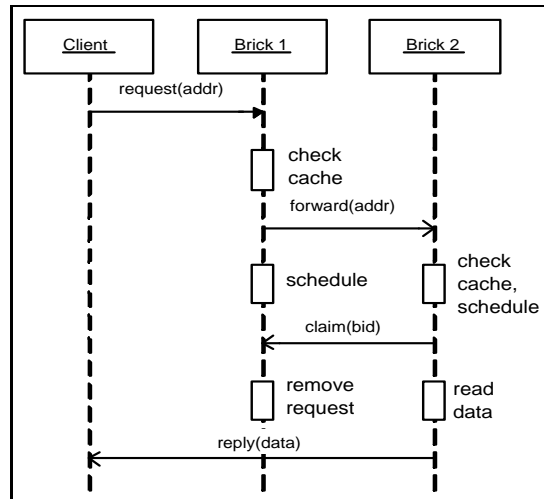 Client
Brick 1
Brick 2
request(addr)
check
cache
forward(addr)
schedule
check
cache,
schedule
claim(bid)
remove
request
read
data
reply(data)